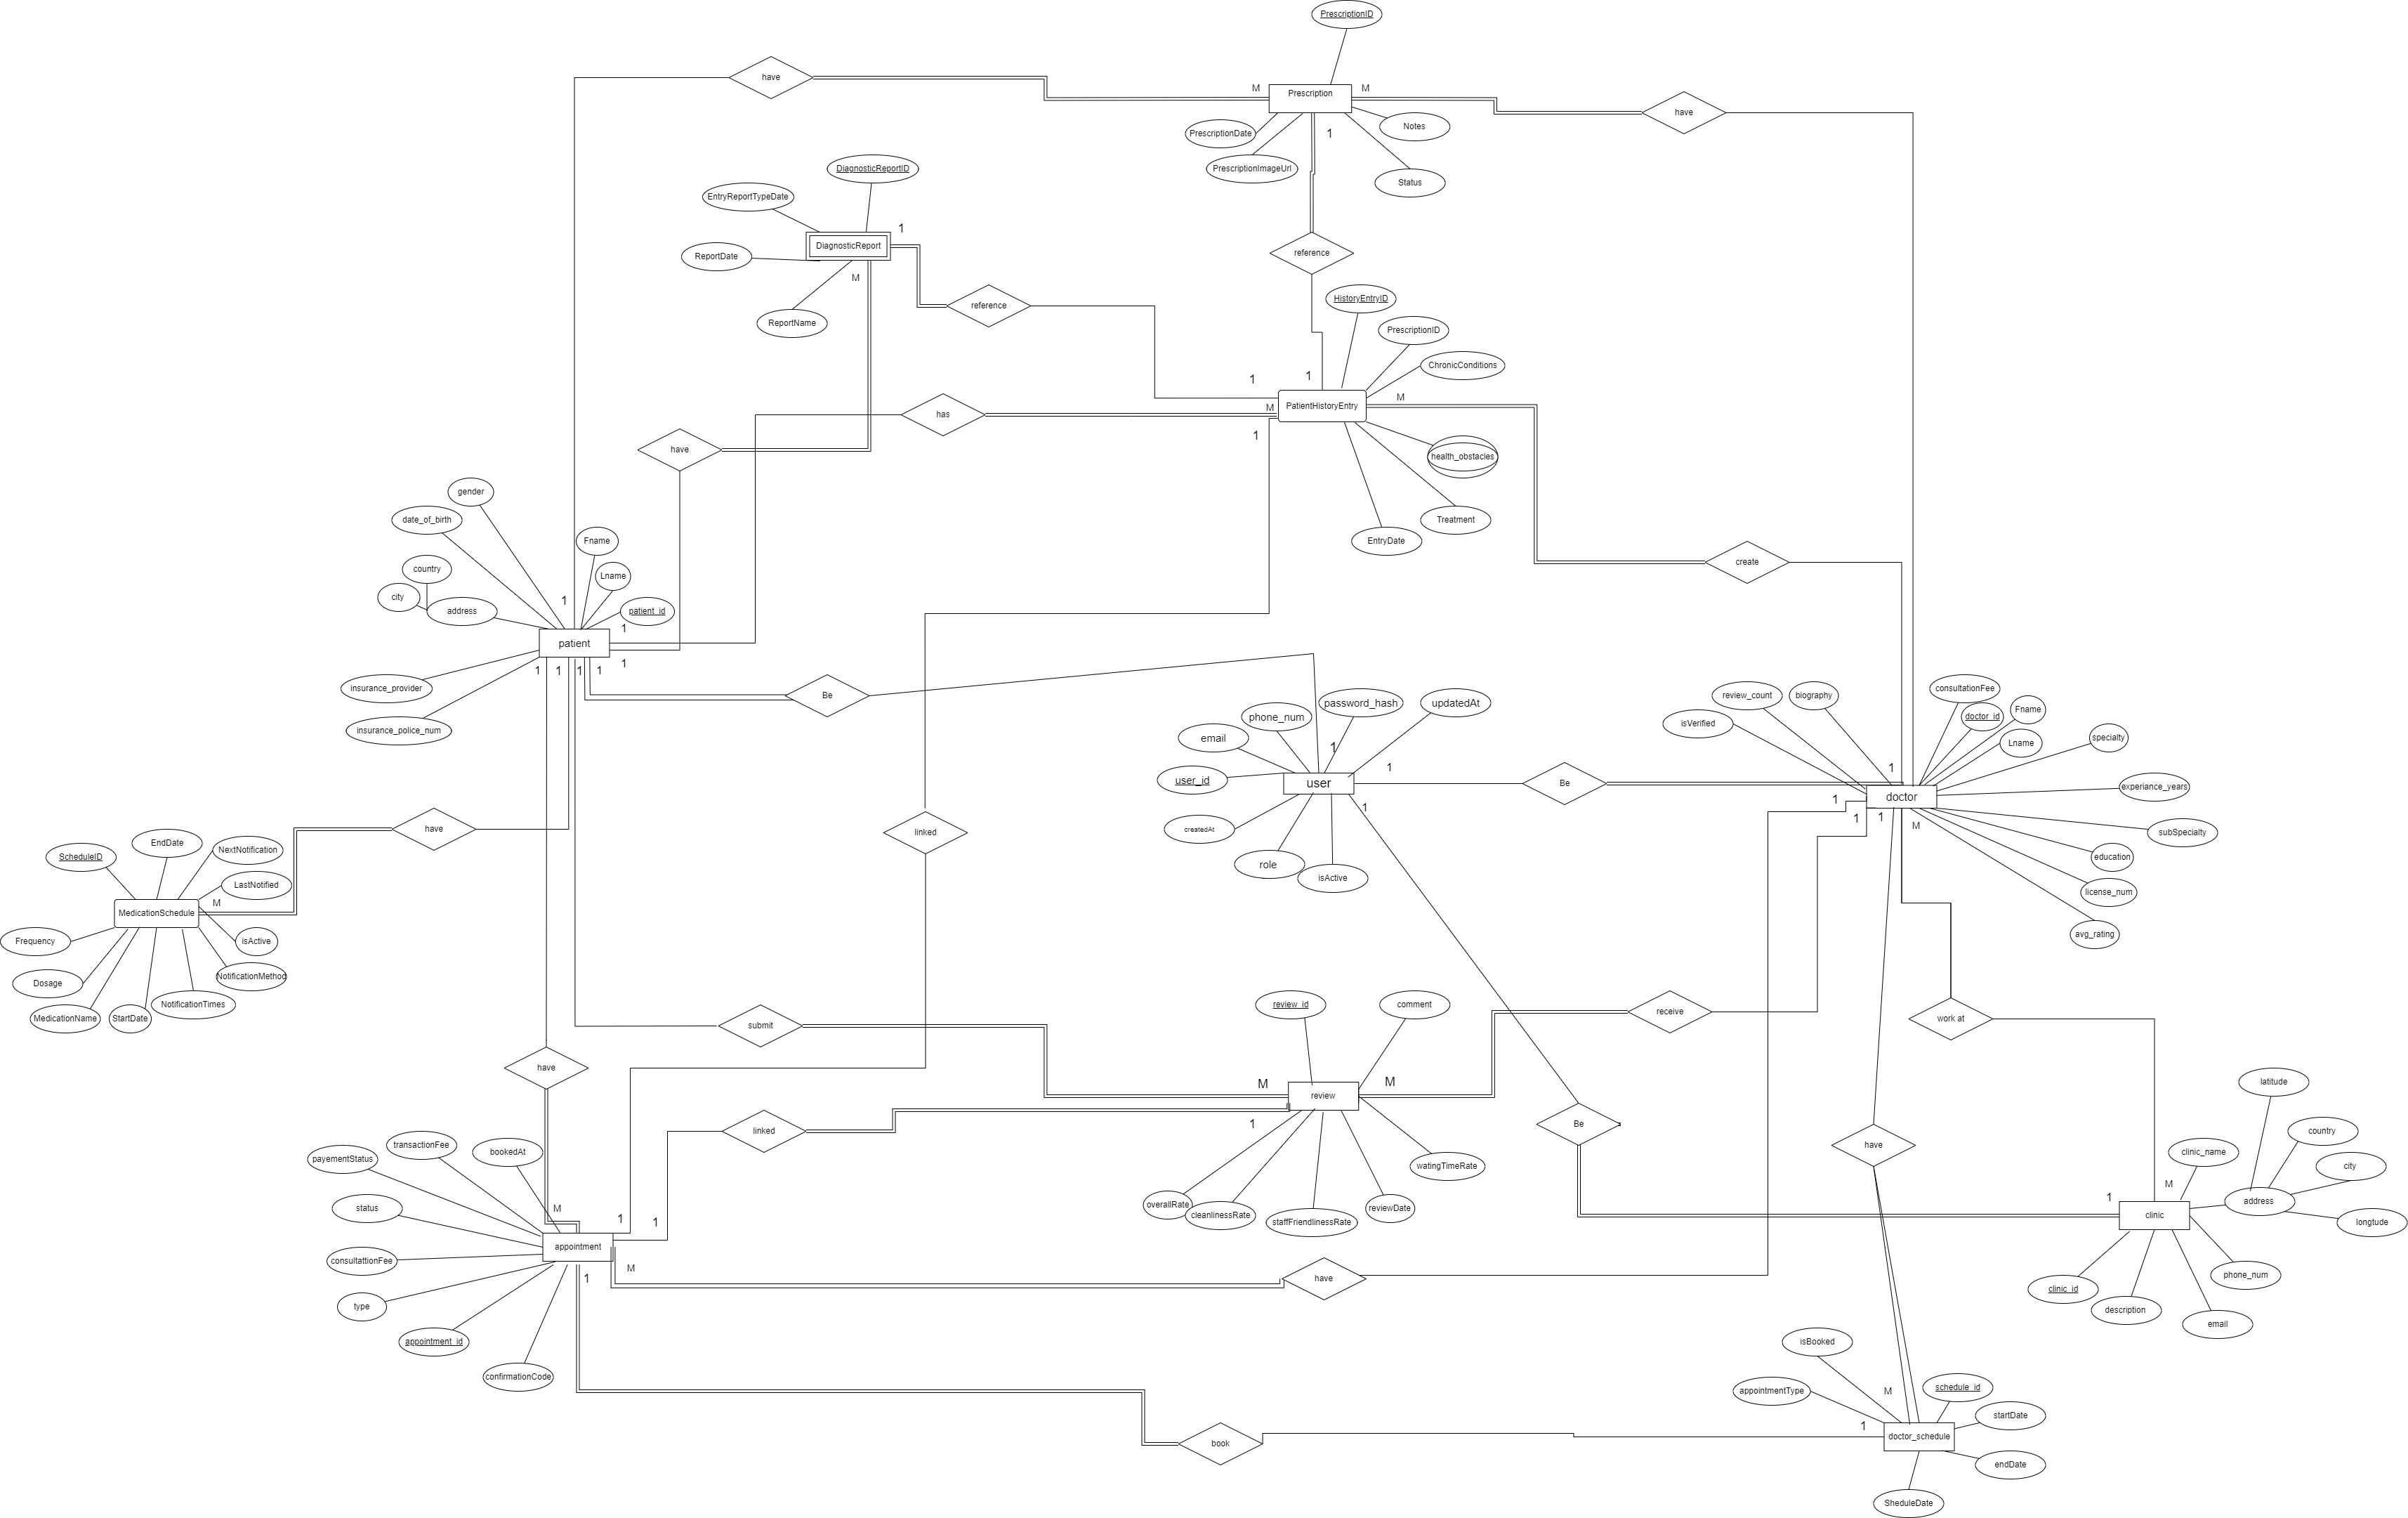 PrescriptionID
have
M
Prescription
M
have
PrescriptionDate
1
Notes
PrescriptionImageUrl
Status
DiagnosticReportID
EntryReportTypeDate
1
DiagnosticReport
ReportDate
reference
M
reference
HistoryEntryID
ReportName
PrescriptionID
ChronicConditions
1
1
M
PatientHistoryEntry
M
has
1
have
health_obstacles
gender
date_of_birth
Treatment
Fname
EntryDate
country
Lname
create
city
address
patient_id
1
1
patient
1
1
1
1
1
insurance_provider
Be
insurance_police_num
password_hash
updatedAt
phone_num
email
1
user_id
1
user
Be
createdAt
1
role
isActive
review_count
biography
consultationFee
isVerified
doctor_id
Fname
Lname
specialty
1
experiance_years
doctor
1
1
1
M
subSpecialty
education
license_num
avg_rating
have
linked
EndDate
NextNotification
ScheduleID
LastNotified
M
MedicationSchedule
Frequency
isActive
NotificationMethod
Dosage
NotificationTimes
MedicationName
StartDate
review_id
comment
receive
work at
submit
have
M
M
review
1
linked
Be
have
overallRate
cleanlinessRate
staffFriendlinessRate
reviewDate
watingTimeRate
latitude
country
clinic_name
city
M
1
address
clinic
longtude
phone_num
clinic_id
description
email
transactionFee
bookedAt
payementStatus
status
M
1
1
appointment
consultattionFee
M
1
have
type
appointment_id
confirmationCode
isBooked
appointmentType
M
schedule_id
1
startDate
book
doctor_schedule
endDate
SheduleDate